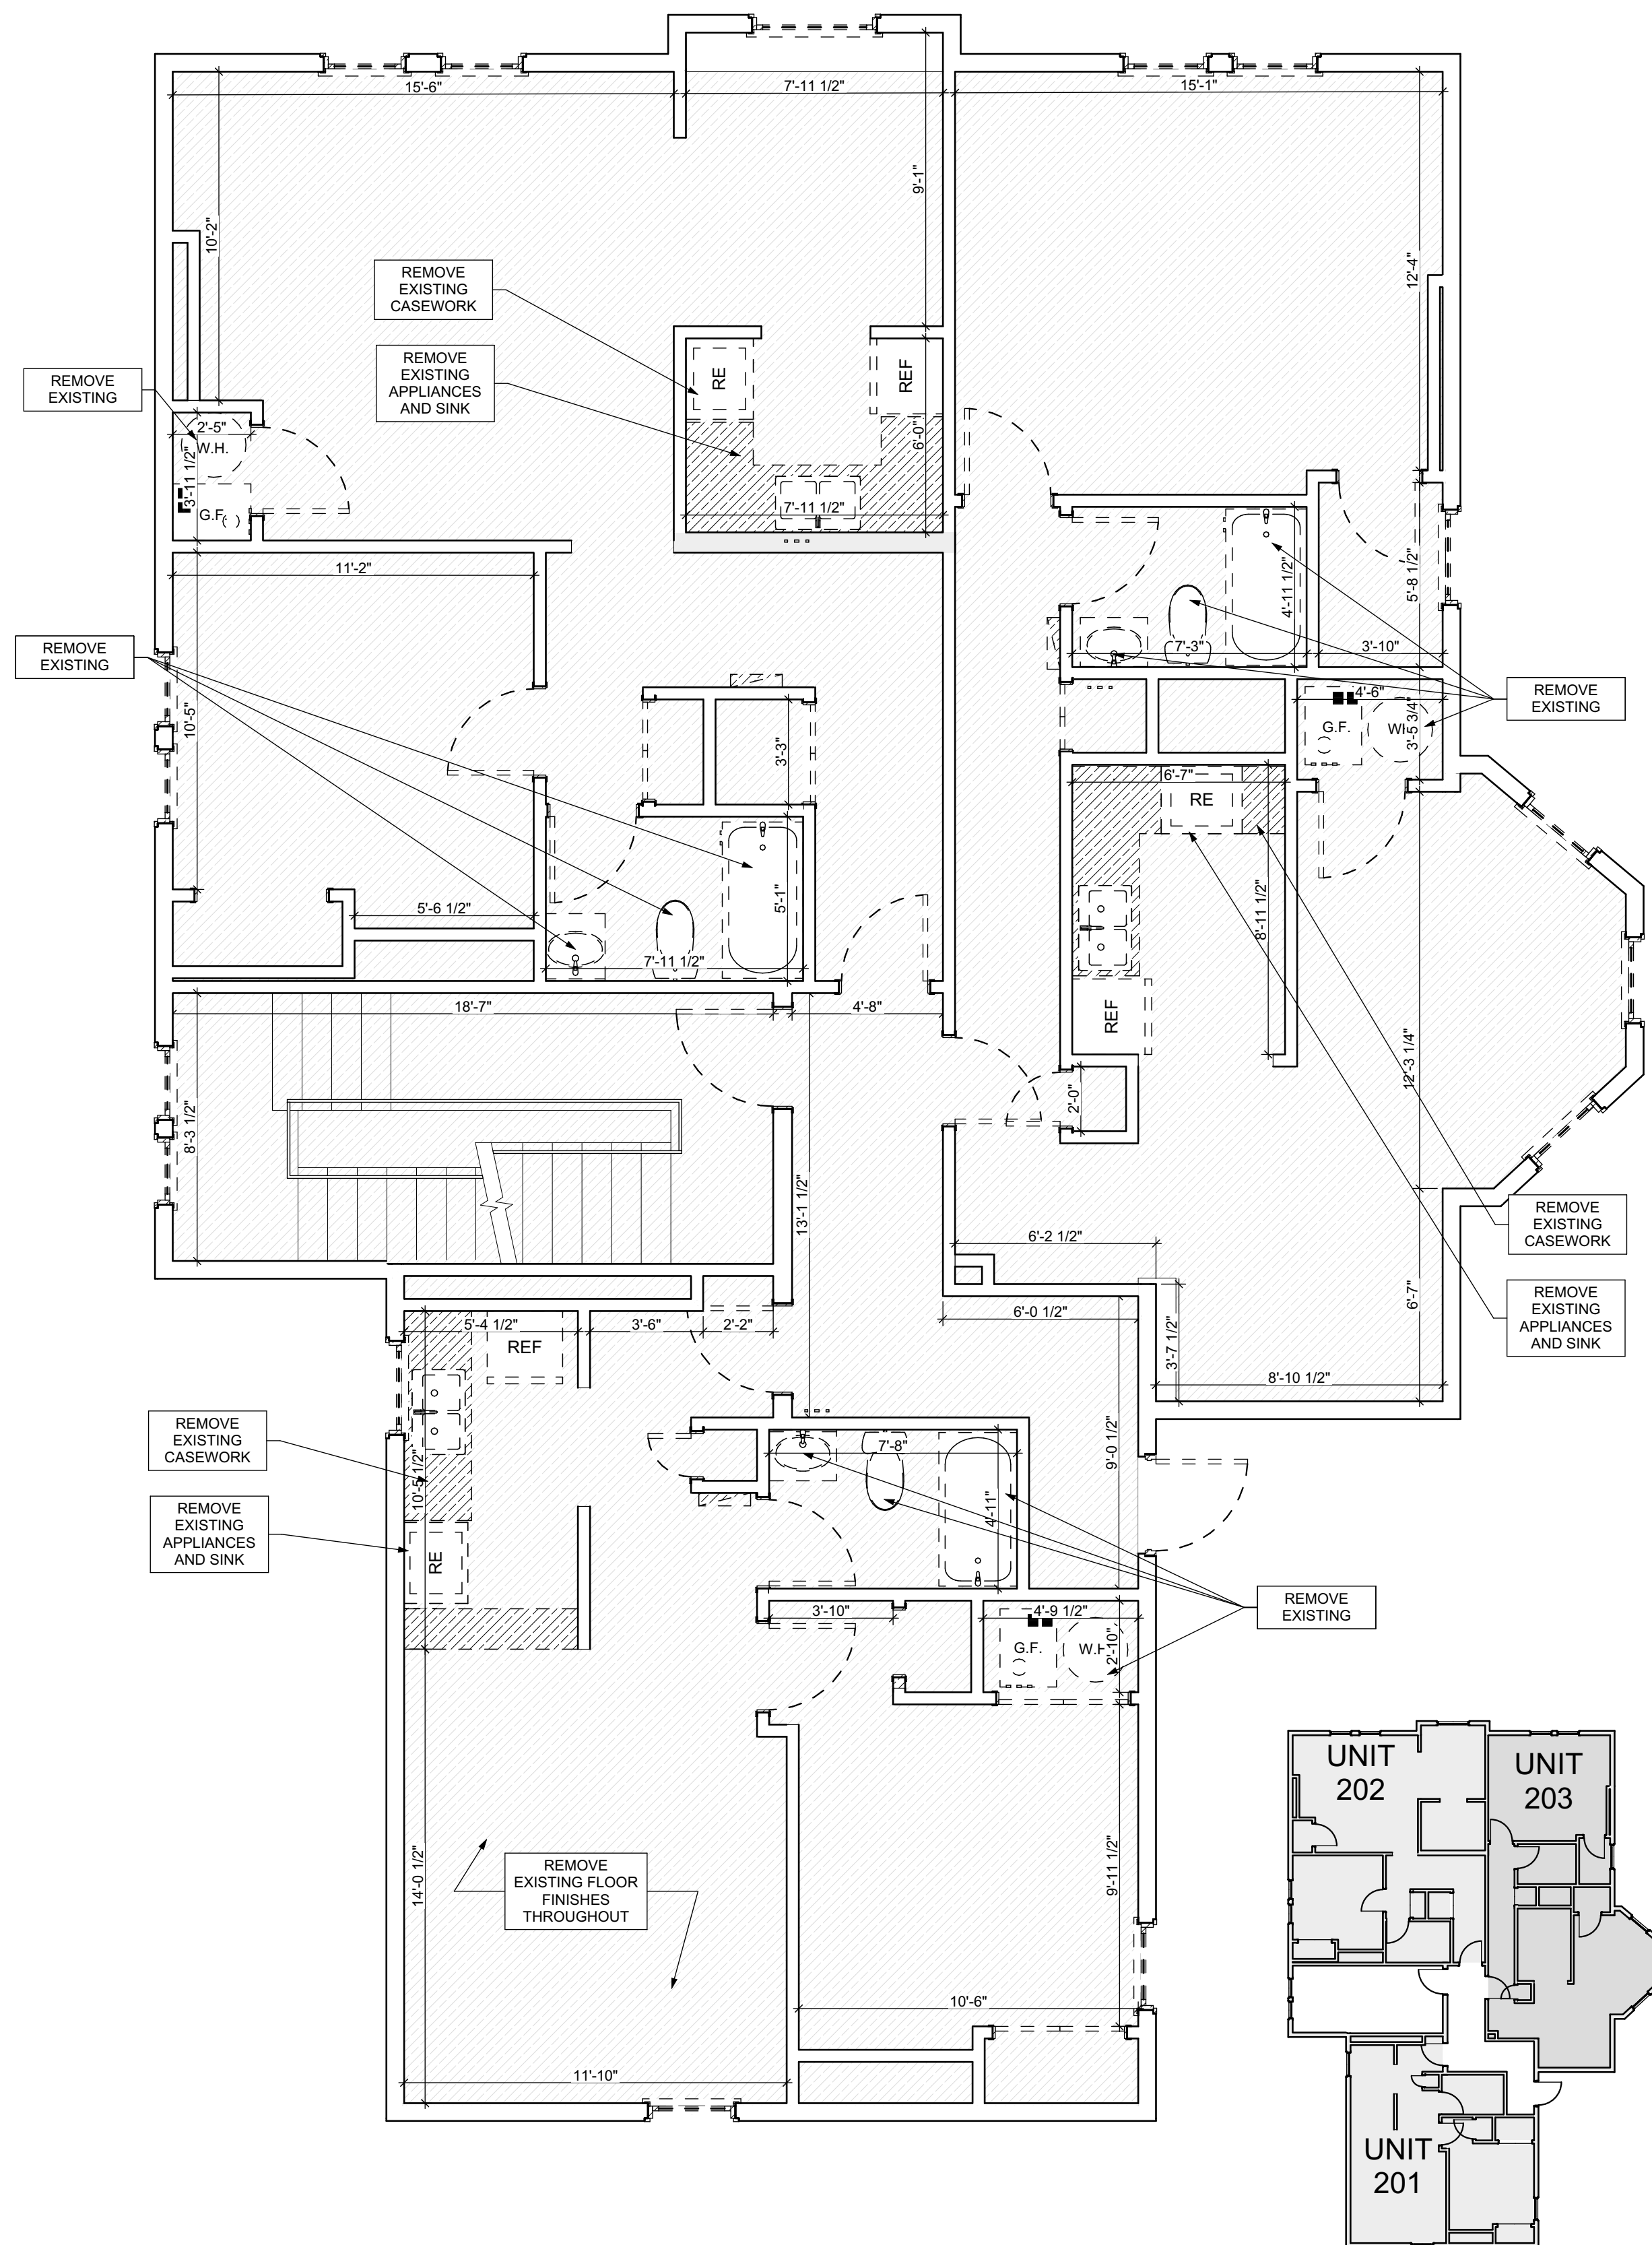 15'-6"
7'-11 1/2"
15'-1"
9'-1"
10'-2"
12'-4"
REMOVE
EXISTING
CASEWORK
REMOVE
EXISTING
APPLIANCES
AND SINK
RE
REF
REMOVE
EXISTING
2'-5"
W.H.
3'-11 1/2"
G.F.
6'-0"
7'-11 1/2"
11'-2"
4'-11 1/2"
5'-8 1/2"
7'-3"
3'-10"
REMOVE
EXISTING
REMOVE
EXISTING
10'-5"
3'-3"
4'-6"
G.F.
3'-5 3/4"
6'-7"
RE
5'-6 1/2"
5'-1"
7'-11 1/2"
8'-11 1/2"
REF
18'-7"
4'-8"
12'-3 1/4"
2'-0"
8'-3 1/2"
13'-1 1/2"
REMOVE
EXISTING
CASEWORK
6'-2 1/2"
6'-7"
REMOVE
EXISTING
APPLIANCES
AND SINK
6'-0 1/2"
5'-4 1/2"
3'-6"
2'-2"
REF
3'-7 1/2"
8'-10 1/2"
REMOVE
EXISTING
CASEWORK
10'-5 1/2"
7'-8"
9'-0 1/2"
4'-11"
REMOVE
EXISTING
APPLIANCES
AND SINK
RE
3'-10"
4'-9 1/2"
REMOVE
EXISTING
G.F.
W.H
2'-10"
14'-0 1/2"
9'-11 1/2"
REMOVE
EXISTING FLOOR
FINISHES
THROUGHOUT
10'-6"
11'-10"
UNIT
202
UNIT
203
UNIT
201